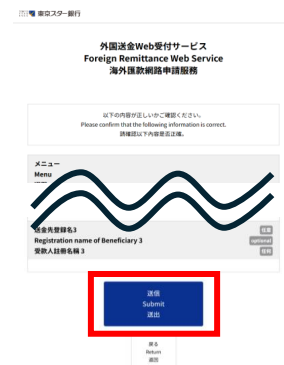 東京スター銀行
外国送金Web受付サービス
Foreign Remittance Web Service
海外匯款網路申請服務
以下の内容が正しいかご確認ください。
Please confirm that the following information is correct.
請確認以下內容是否正確。
メニュー
Menu
送金先登録名3
任意
Registration name of Beneficiary 3
optional
受款人註冊名稱 3
任意
送信
Submit
送出
戻る
Return
返回